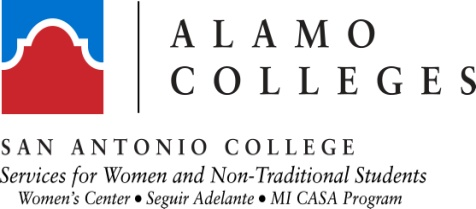 ALAMO
COLLEGES
SAN ANTONIO COLLEGE
Services for Women and Non-Traditional Students
Women's Center • Seguir Adelante • MI CASA Program